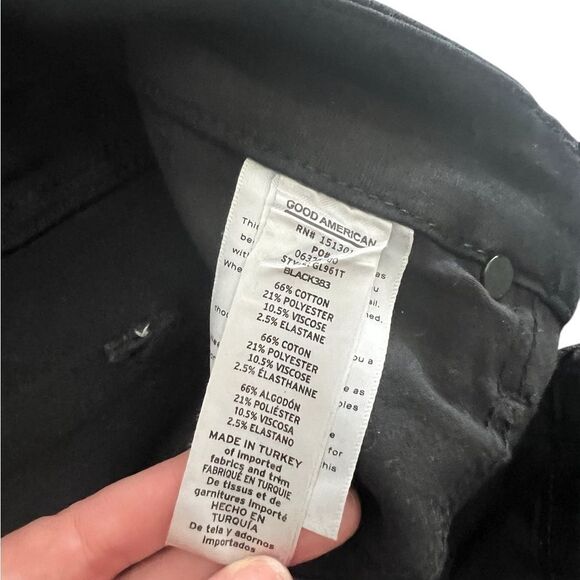 GOOD AMERICAN
RN# 151301
PO#
GL961T
BLACK383
66% COTTON
21% POLYESTER
10.5% VISCOSE
2.5% ELASTANE
66% COTON
21% POLYESTER
10.5% VISCOSE
2.5% ÉLASTHANNE
66% ALGODÓN
21% POLIÉSTER
10.5% VISCOSA
2.5% ELASTANO
MADE IN TURKEY
of Imported
fabrics and trim
FABRIQUÉ EN TURQUIE
De tissus et de
garnitures importé
HECHO EN
TURQUÍA
De tela y adornos
Importados